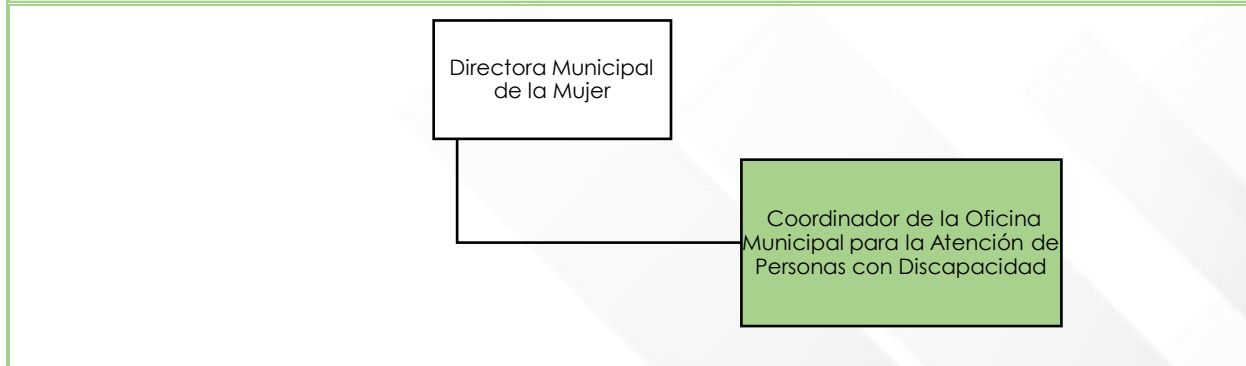 Directora Municipal
de la Mujer
Coordinador de la Oficina
Municipal para la Atención de
Personas con Discapacidad